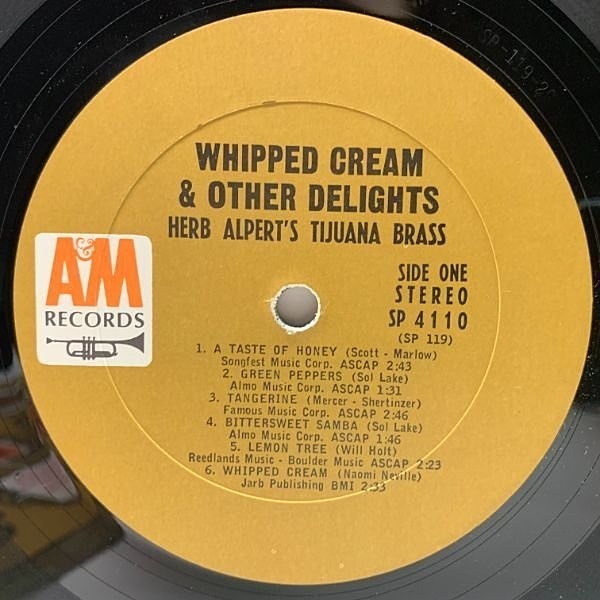 WHIPPED CREAM
& OTHER DELIGHTS
HERB ALPERT'S TIJUANA BRASS
A&M
RECORDS
SIDE ONE
STEREO
SP 4110
(SP 119)
1. A TASTE OF HONEY (Scott - Marlow)
Songfest Music Corp. ASCAP 2:43
2. GREEN PEPPERS (Sol Lake)
Almo Music Corp. ASCAP 1:31
3. TANGERINE (Mercer - Shertinzer)
Famous Music Corp. ASCAP 2:46
4. BITTERSWEET SAMBA (Sol Lake)
Almo Music Corp. ASCAP 1:46
5. LEMON TREE (Will Holt)
Reedlands Music - Boulder Music ASCAP 2:23
6. WHIPPED CREAM (Naomi Neville)
Jarb Publishing BMI 2:33